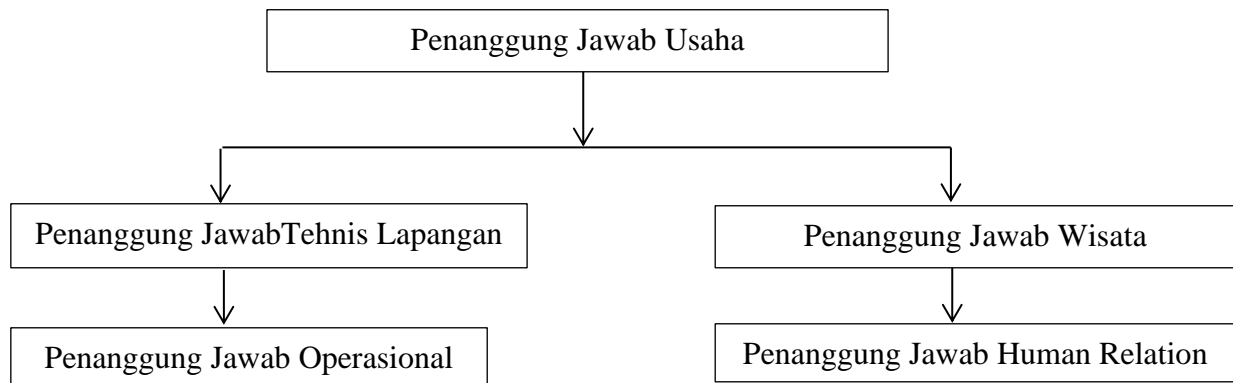 Penanggung Jawab Usaha
Penanggung JawabTehnis Lapangan
Penanggung Jawab Wisata
Penanggung Jawab Operasional
Penanggung Jawab Human Relation